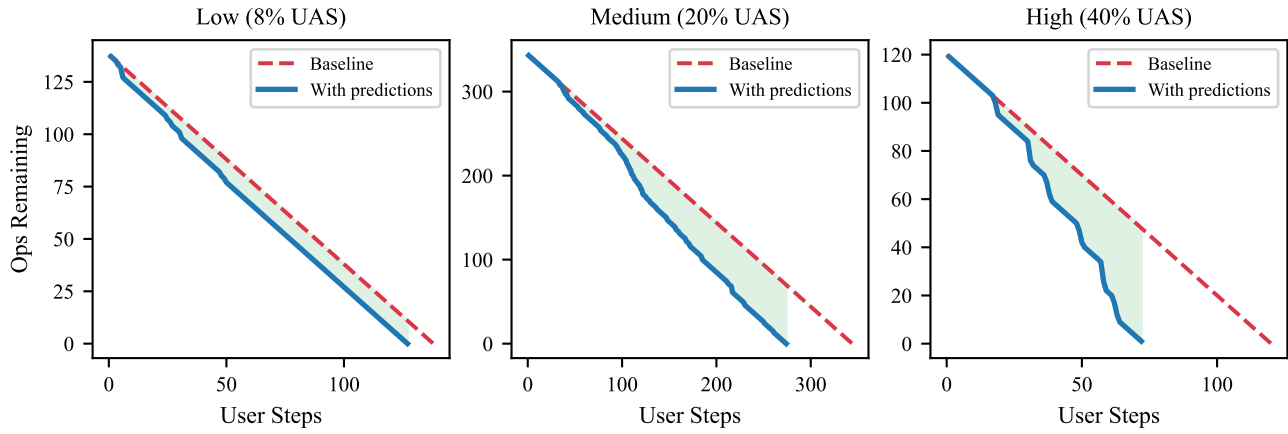 Low (8% UAS)
Medium (20% UAS)
High (40% UAS)
Ops Remaining
125
100
75
50
25
0
Baseline
With predictions
0
50
100
User Steps
300
200
100
0
Baseline
With predictions
0
100
200
300
User Steps
120
100
80
60
40
20
0
Baseline
With predictions
0
50
100
User Steps